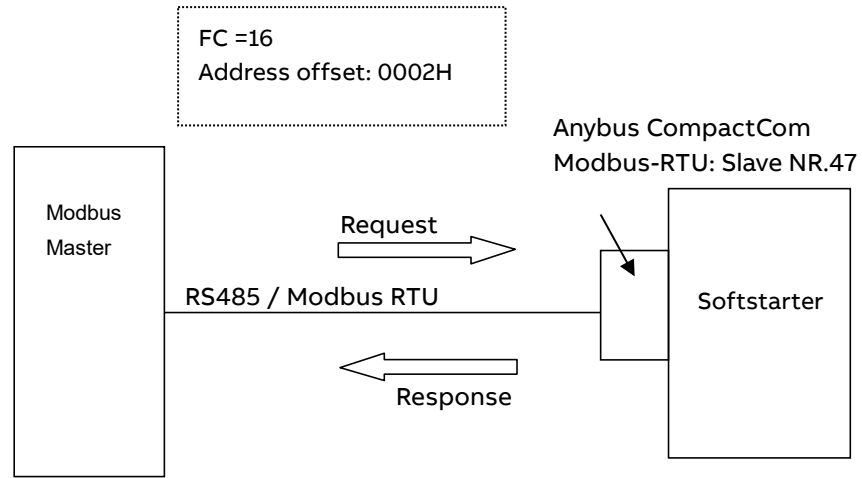 FC =16
Address offset: 0002H
Anybus CompactCom
Modbus-RTU: Slave NR.47
Modbus
Master
Request
RS485 / Modbus RTU
Softstarter
Response